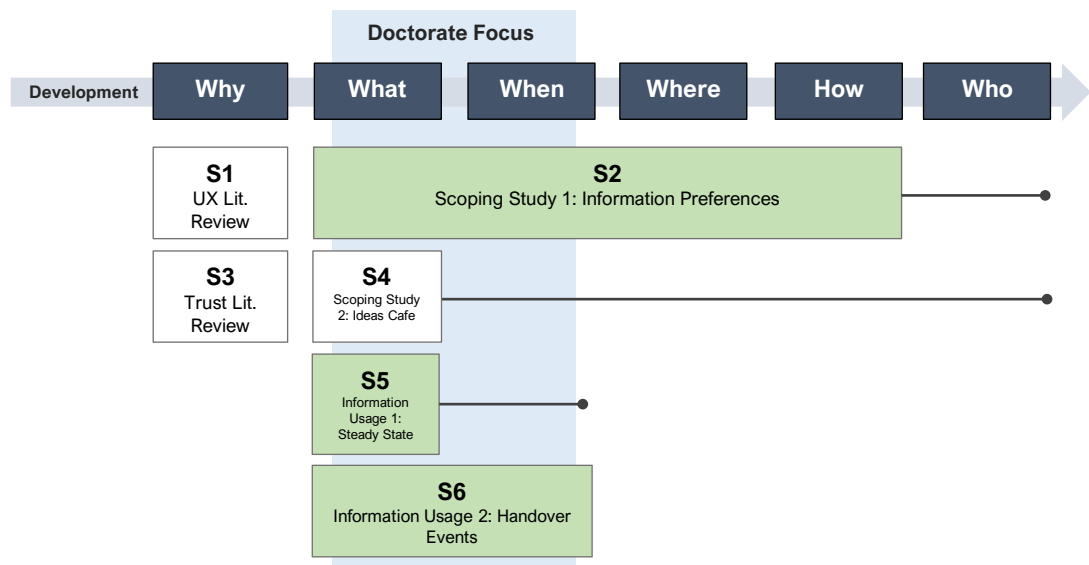 Doctorate Focus
Development
Why
What
When
Where
How
Who
S1
UX Lit.
Review
S2
Scoping Study 1: Information Preferences
S3
Trust Lit.
Review
S4
Scoping Study
2: Ideas Cafe
S5
Information
Usage 1:
Steady State
S6
Information Usage 2: Handover
Events